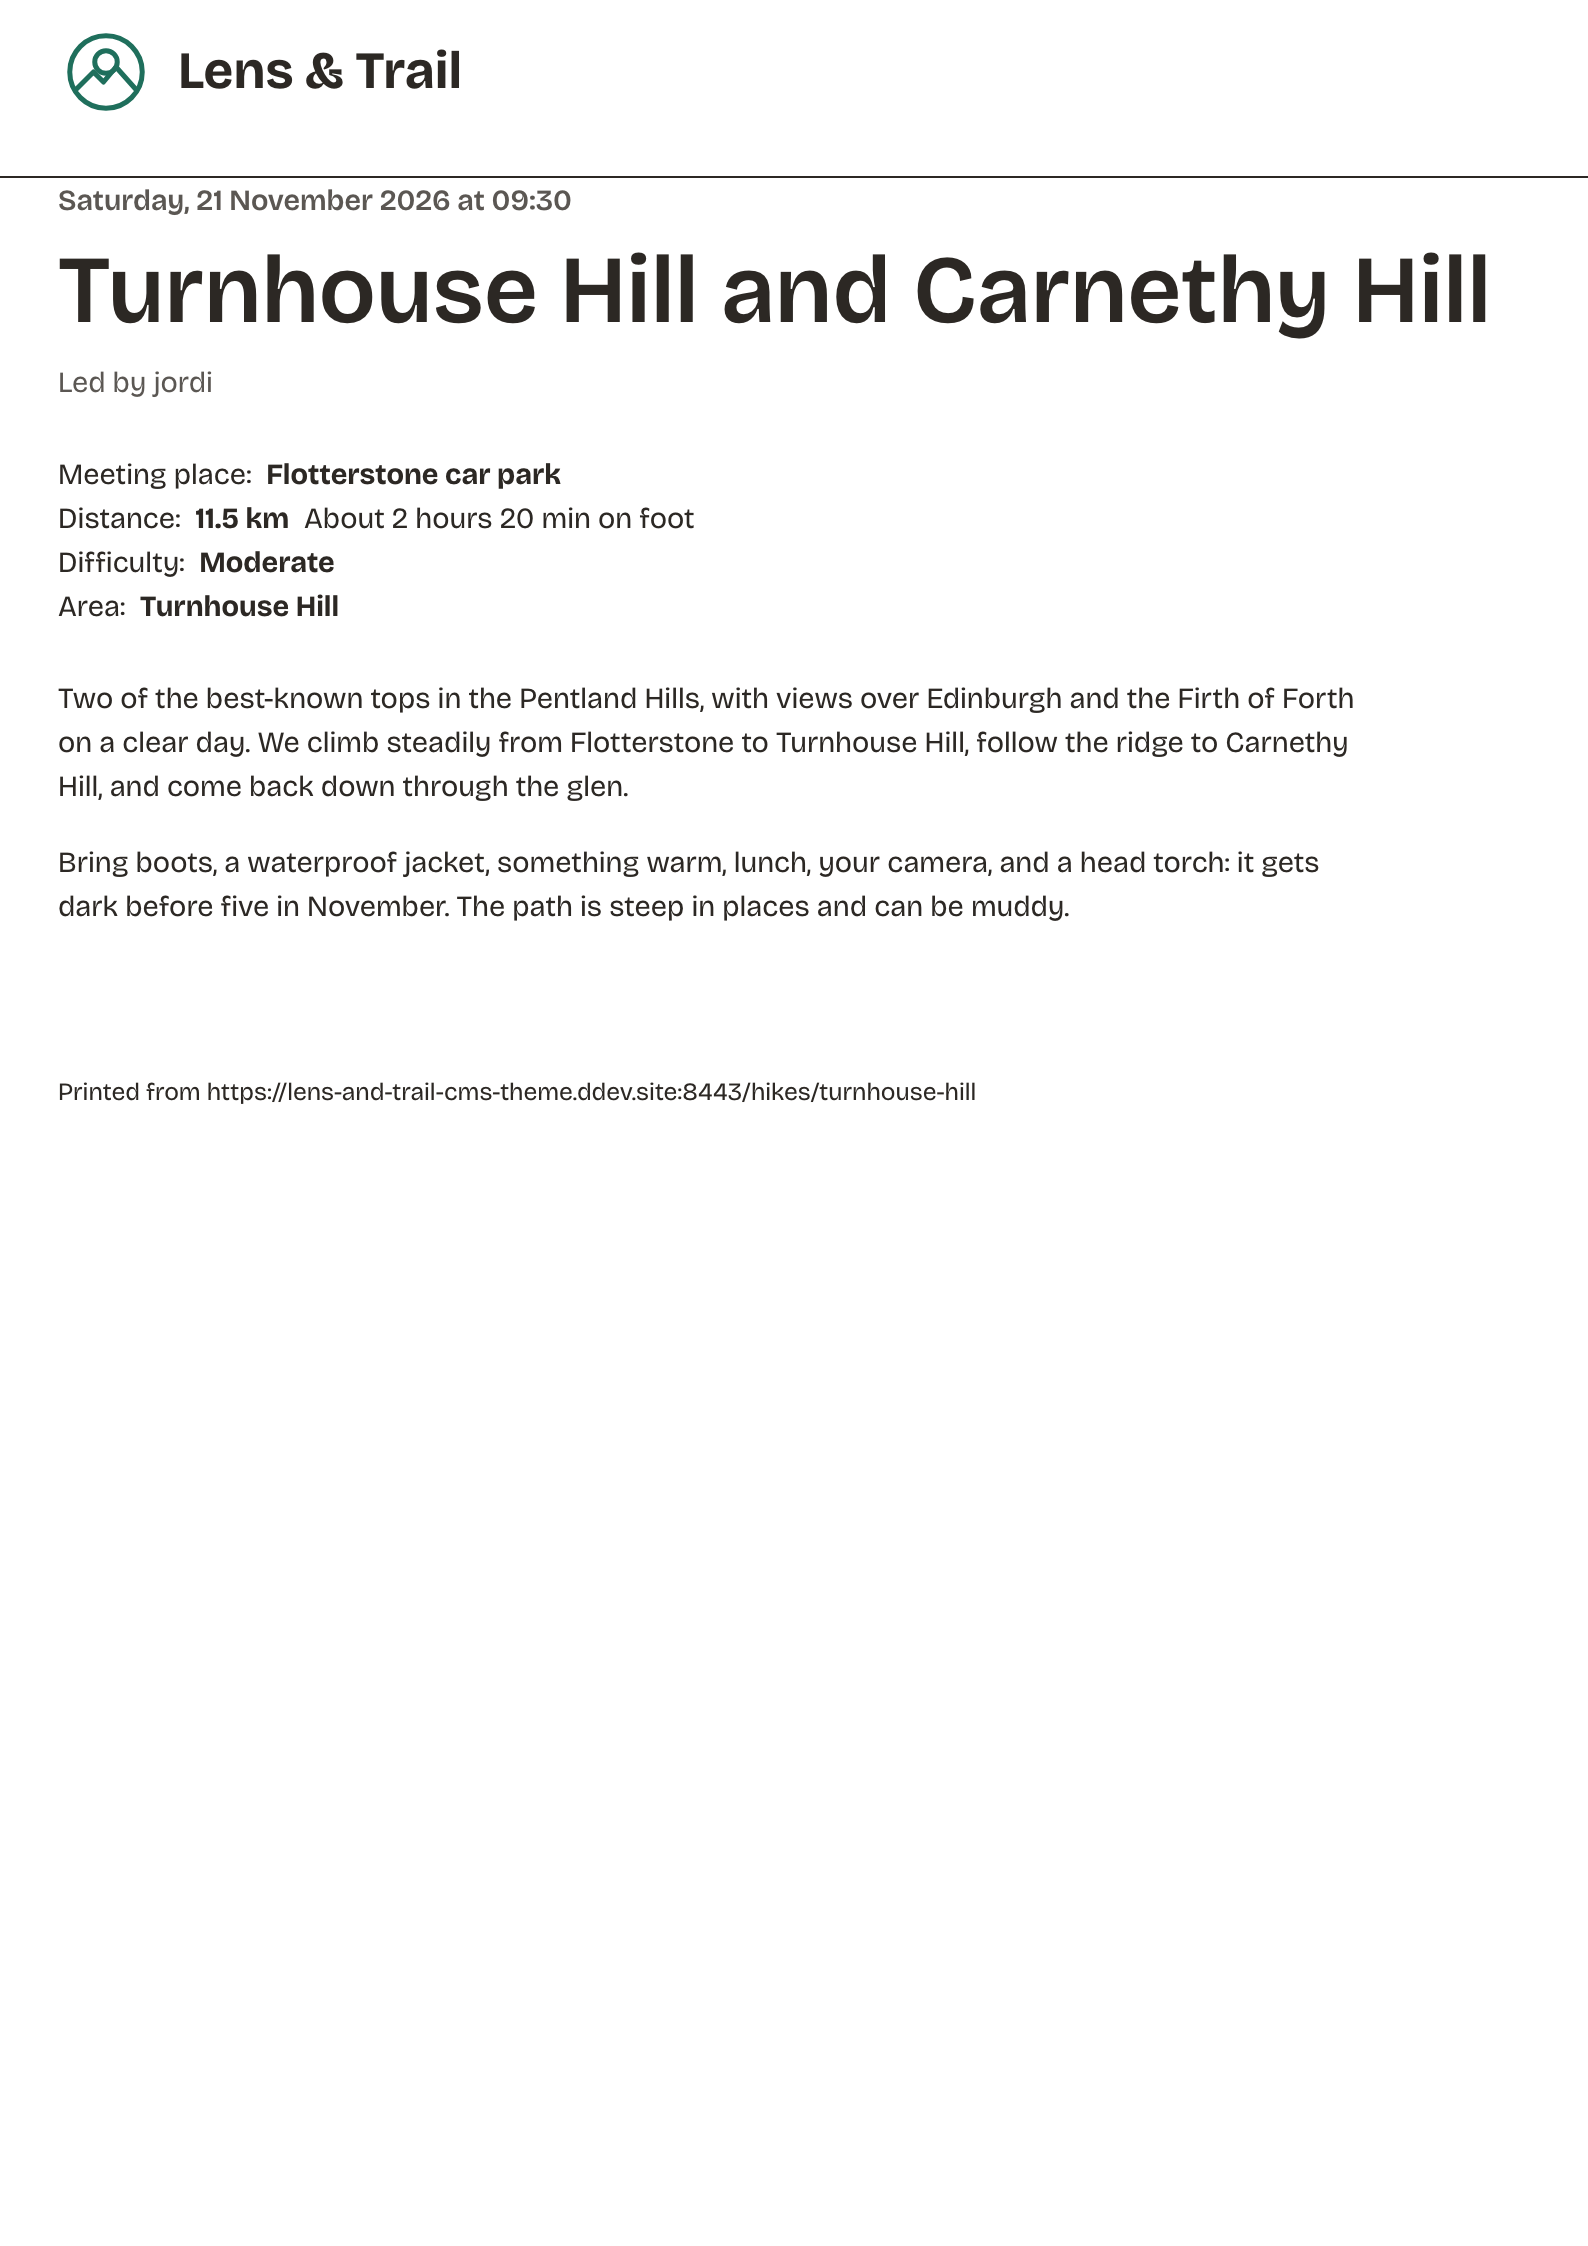 Lens & Trail
Saturday, 21 November 2026 at 09:30
Turnhouse Hill and Carnethy Hill
Led by jordi
Meeting place: Flotterstone car park
Distance: 11.5 km About 2 hours 20 min on foot
Difficulty: Moderate
Area: Turnhouse Hill
Two of the best-known tops in the Pentland Hills, with views over Edinburgh and the Firth of Forth
on a clear day. We climb steadily from Flotterstone to Turnhouse Hill, follow the ridge to Carnethy
Hill, and come back down through the glen.
Bring boots, a waterproof jacket, something warm, lunch, your camera, and a head torch: it gets
dark before five in November. The path is steep in places and can be muddy.
Printed from https://lens-and-trail-cms-theme.ddev.site:8443/hikes/turnhouse-hill